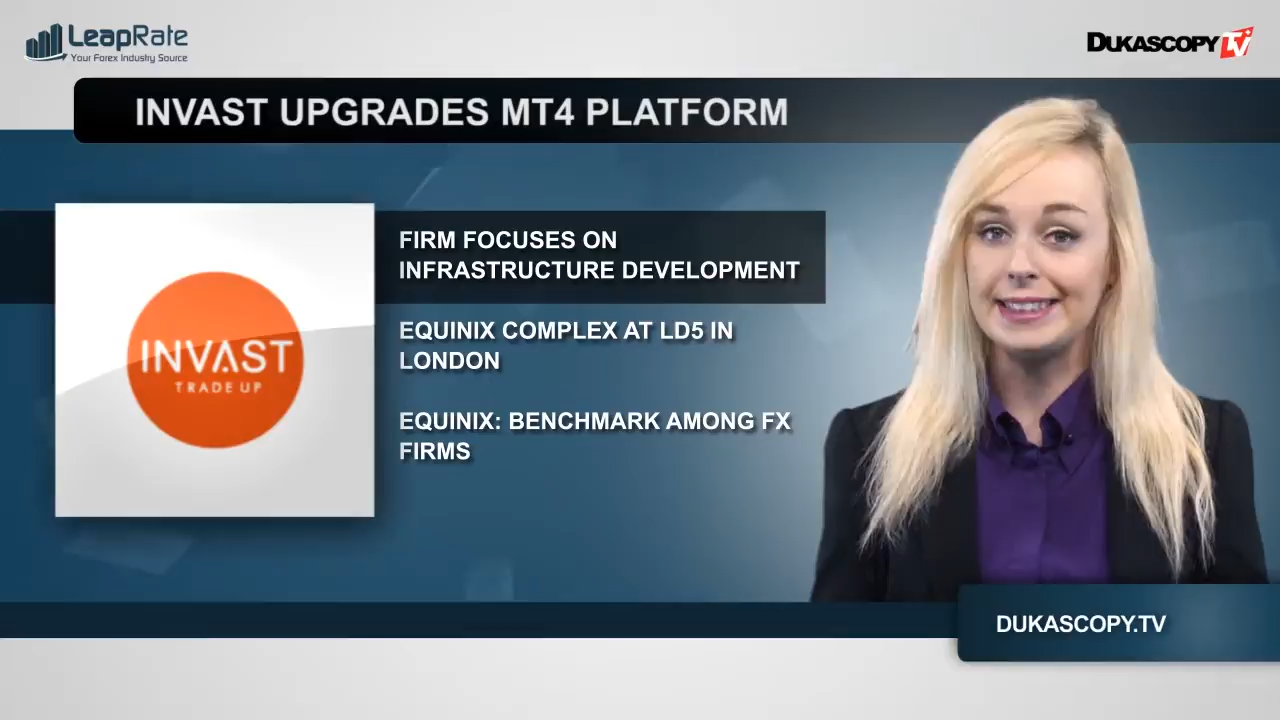 LeapRate
Your Forex Industry Source
DUKASCOPY TV
INVAST UPGRADES MT4 PLATFORM
INVAST
TRADE UP
FIRM FOCUSES ON
INFRASTRUCTURE DEVELOPMENT
EQUINIX COMPLEX AT LD5 IN
LONDON
EQUINIX: BENCHMARK AMONG FX
FIRMS
DUKASCOPY.TV